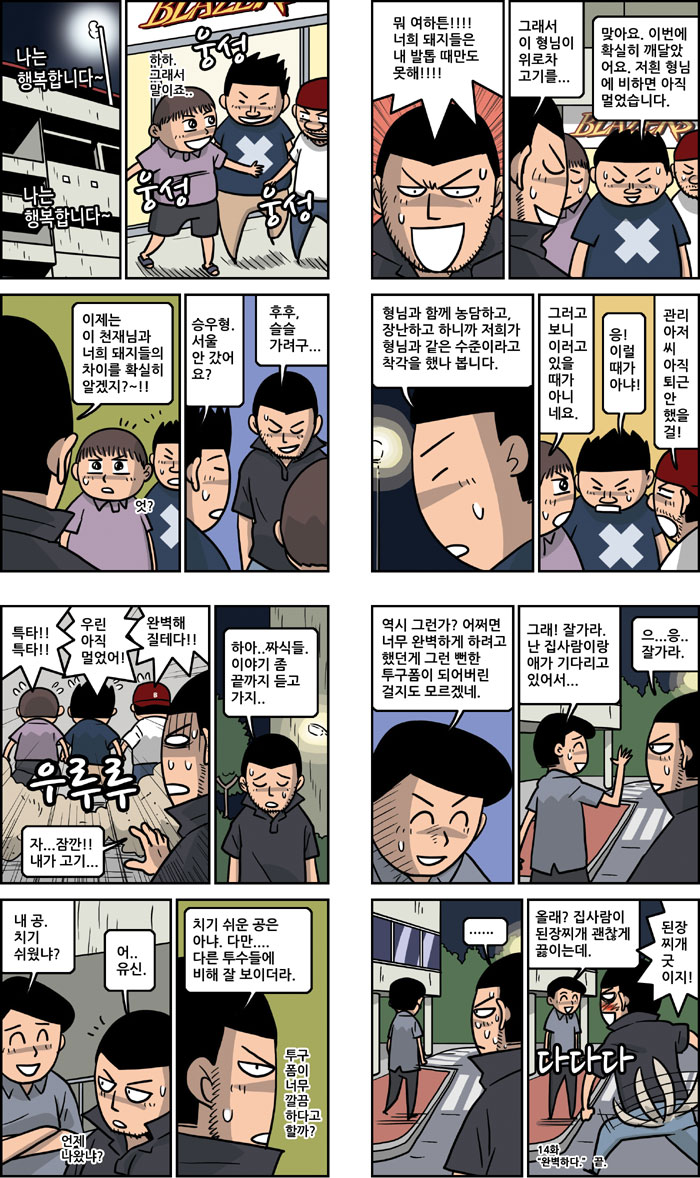 나는
행복합니다~
나는
행복합니다~
BLAZERS
하하.
그래서
말이죠..
웅성
웅성
웅성
이제는
이 천재님과
너희 돼지들의
차이를 확실히
알겠지?~!!
엇?
승우형.
서울
안 갔어
요?
후후,
슬슬
가려구...
뭐 여하튼!!!!
너희 돼지들은
내 발톱 때만도
못해!!!!
그래서
이 형님이
위로차
고기를...
맞아요. 이번에
확실히 깨달았
어요. 저흰 형님
에 비하면 아직
멀었습니다.
BLAZERS
형님과 함께 농담하고,
장난하고 하니까 저희가
형님과 같은 수준이라고
착각을 했나 봅니다.
그러고
보니
이러고
있을
때가
아니
네요.
응!
이럴
때가
아냐!
관리
아저
씨
아직
퇴근
안
했을
걸!
특타!!
특타!!
우린
아직
멀었어!
완벽해
질테다!!
B
우루루
자...잠깐!!
내가 고기...
하아..짜식들.
이야기 좀
끝까지 듣고
가지..
내 공.
치기
쉬웠냐?
어..
유신.
언제
나왔냐?
치기 쉬운 공은
아냐. 다만....
다른 투수들에
비해 잘 보이더라.
투구
폼이
너무
깔끔
하다고
할까?
역시 그런가? 어쩌면
너무 완벽하게 하려고
했던게 그런 뻔한
투구폼이 되어버린
걸지도 모르겠네.
그래! 잘가라.
난 집사람이랑
애가 기다리고
있어서...
으...응..
잘가라.
......
올래? 집사람이
된장찌개 괜찮게
끓이는데.
된장
찌개
굿
이지!
다다다
14화
"완벽하다." 끝.